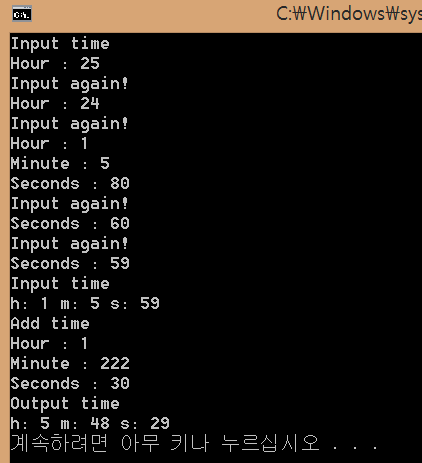 C:₩Windows₩sys
Input time
Hour : 25
Input again!
Hour : 24
Input again!
Hour : 1
Minute : 5
Seconds : 80
Input again!
Seconds : 60
Input again!
Seconds : 59
Input time
h: 1 m: 5 s: 59
Add time
Hour : 1
Minute : 222
Seconds : 30
Output time
h: 5 m: 48 s: 29
계속하려면 아무 키나 누르십시오 . . .